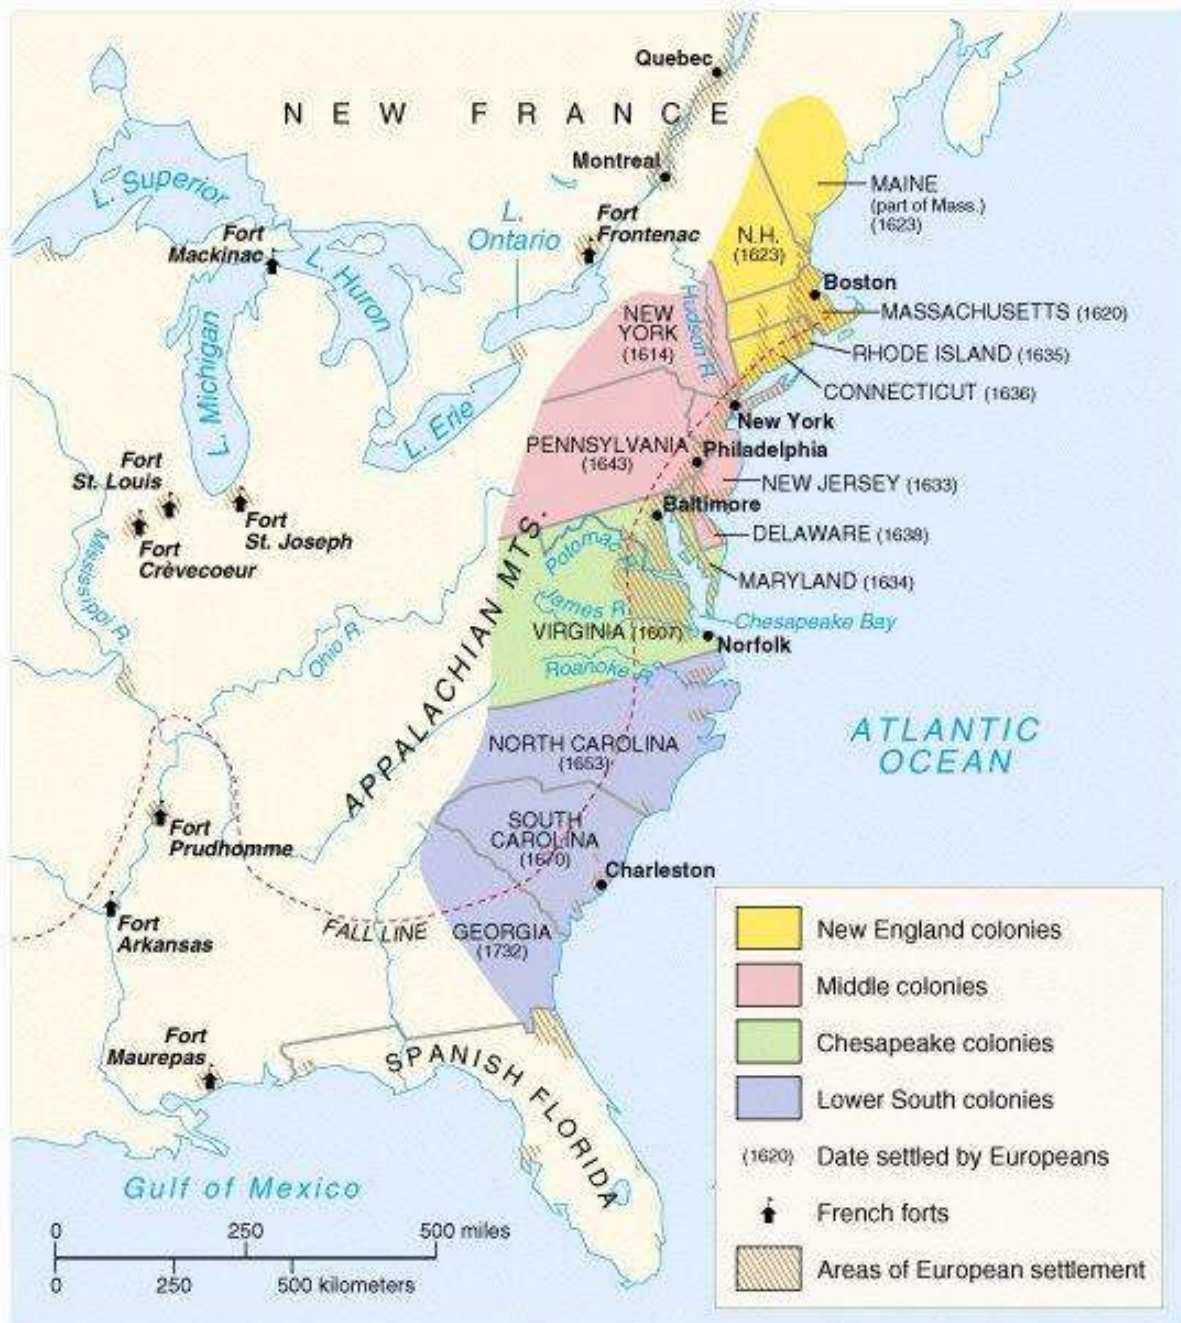 Quebec
NEW FRANCE
Montreal
L. Superior
MAINE
(part of Mass.)
(1623)
Fort
Mackinac
L.
Ontario
Fort
Frontenac
N.H.
(1623)
L. Huron
Boston
Hudson R.
NEW
YORK
(1614)
MASSACHUSETTS (1620)
L. Michigan
RHODE ISLAND (1635)
CONNECTICUT (1636)
L. Erie
New York
PENNSYLVANIA
(1643)
Philadelphia
Fort
St. Louis
NEW JERSEY (1633)
Baltimore
Fort
St. Joseph
Fort
Crèvecoeur
DELAWARE (1638)
Mississippi R.
Potomac R.
MARYLAND (1634)
APPALACHIAN MTS.
James R.
Chesapeake Bay
VIRGINIA (1607)
Norfolk
Ohio R.
Roanoke R.
ATLANTIC
OCEAN
NORTH CAROLINA
(1653)
Fort
Prudhomme
SOUTH
CAROLINA
(1670)
Charleston
Fort
Arkansas
FALL LINE
GEORGIA
(1732)
Fort
Maurepas
SPANISH FLORIDA
Gulf of Mexico
0 250 500 miles
0 250 500 kilometers
New England colonies
Middle colonies
Chesapeake colonies
Lower South colonies
(1620) Date settled by Europeans
French forts
Areas of European settlement